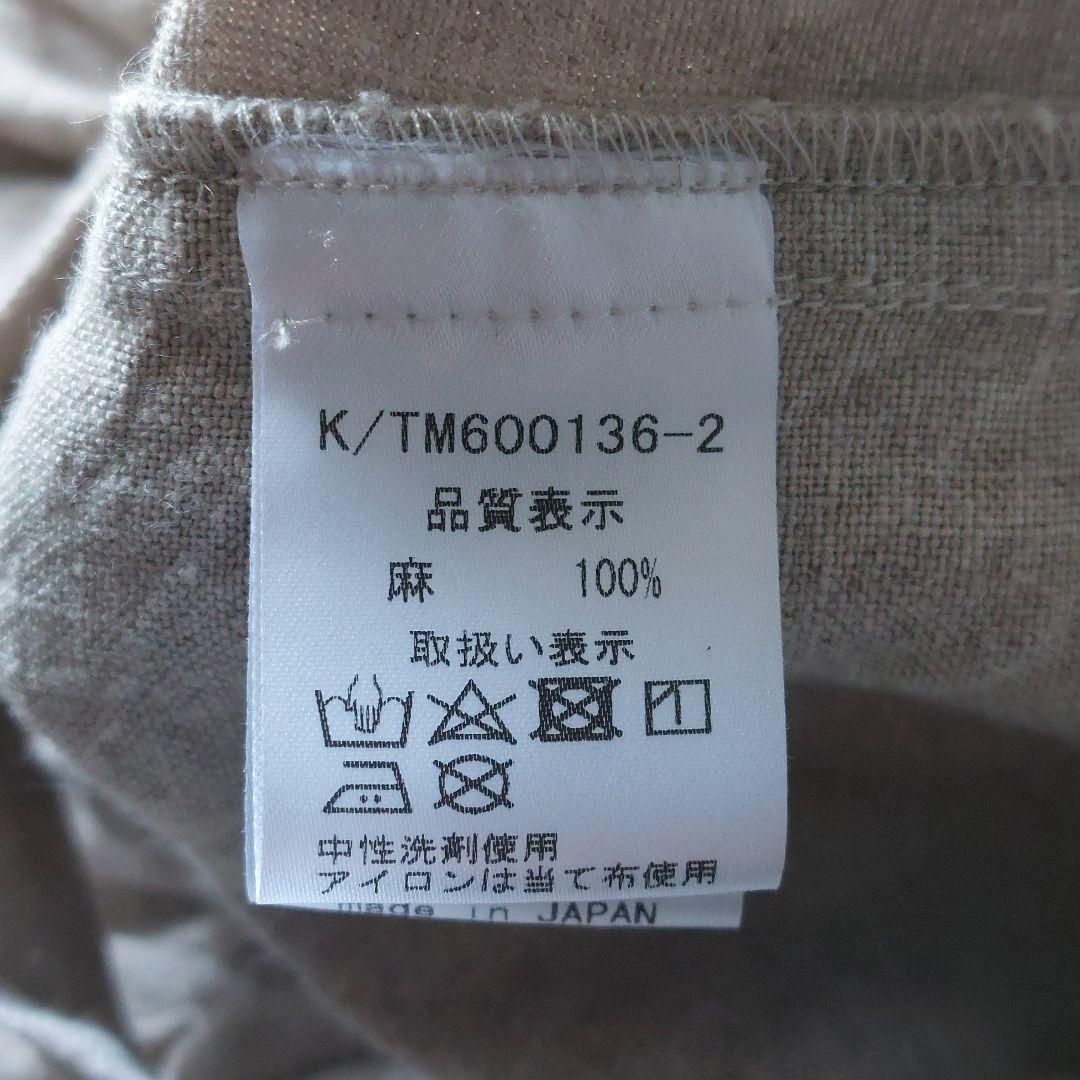 K/TM600136-2
品質表示
麻 100%
取扱い表示
中性洗剤使用
アイロンは当て布使用
made in JAPAN